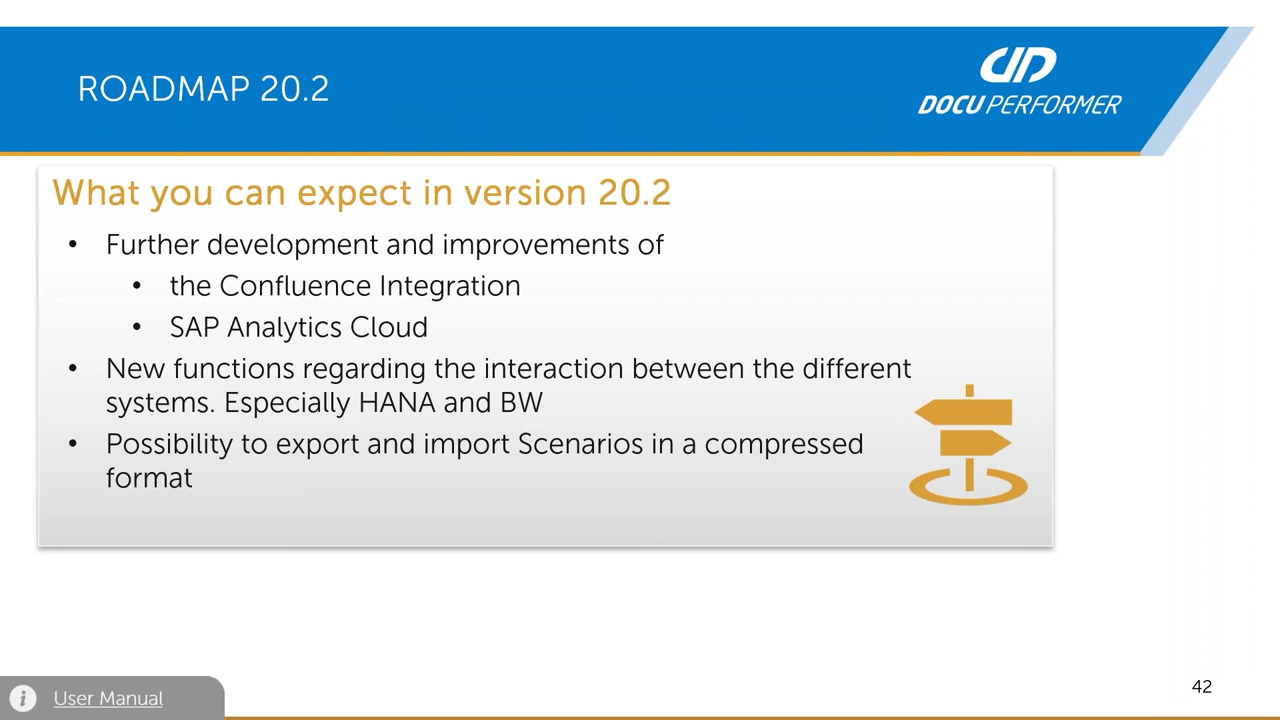 ROADMAP 20.2
DOCU PERFORMER
What you can expect in version 20.2
• Further development and improvements of
• the Confluence Integration
• SAP Analytics Cloud
• New functions regarding the interaction between the different
systems. Especially HANA and BW
• Possibility to export and import Scenarios in a compressed
format
i User Manual
42